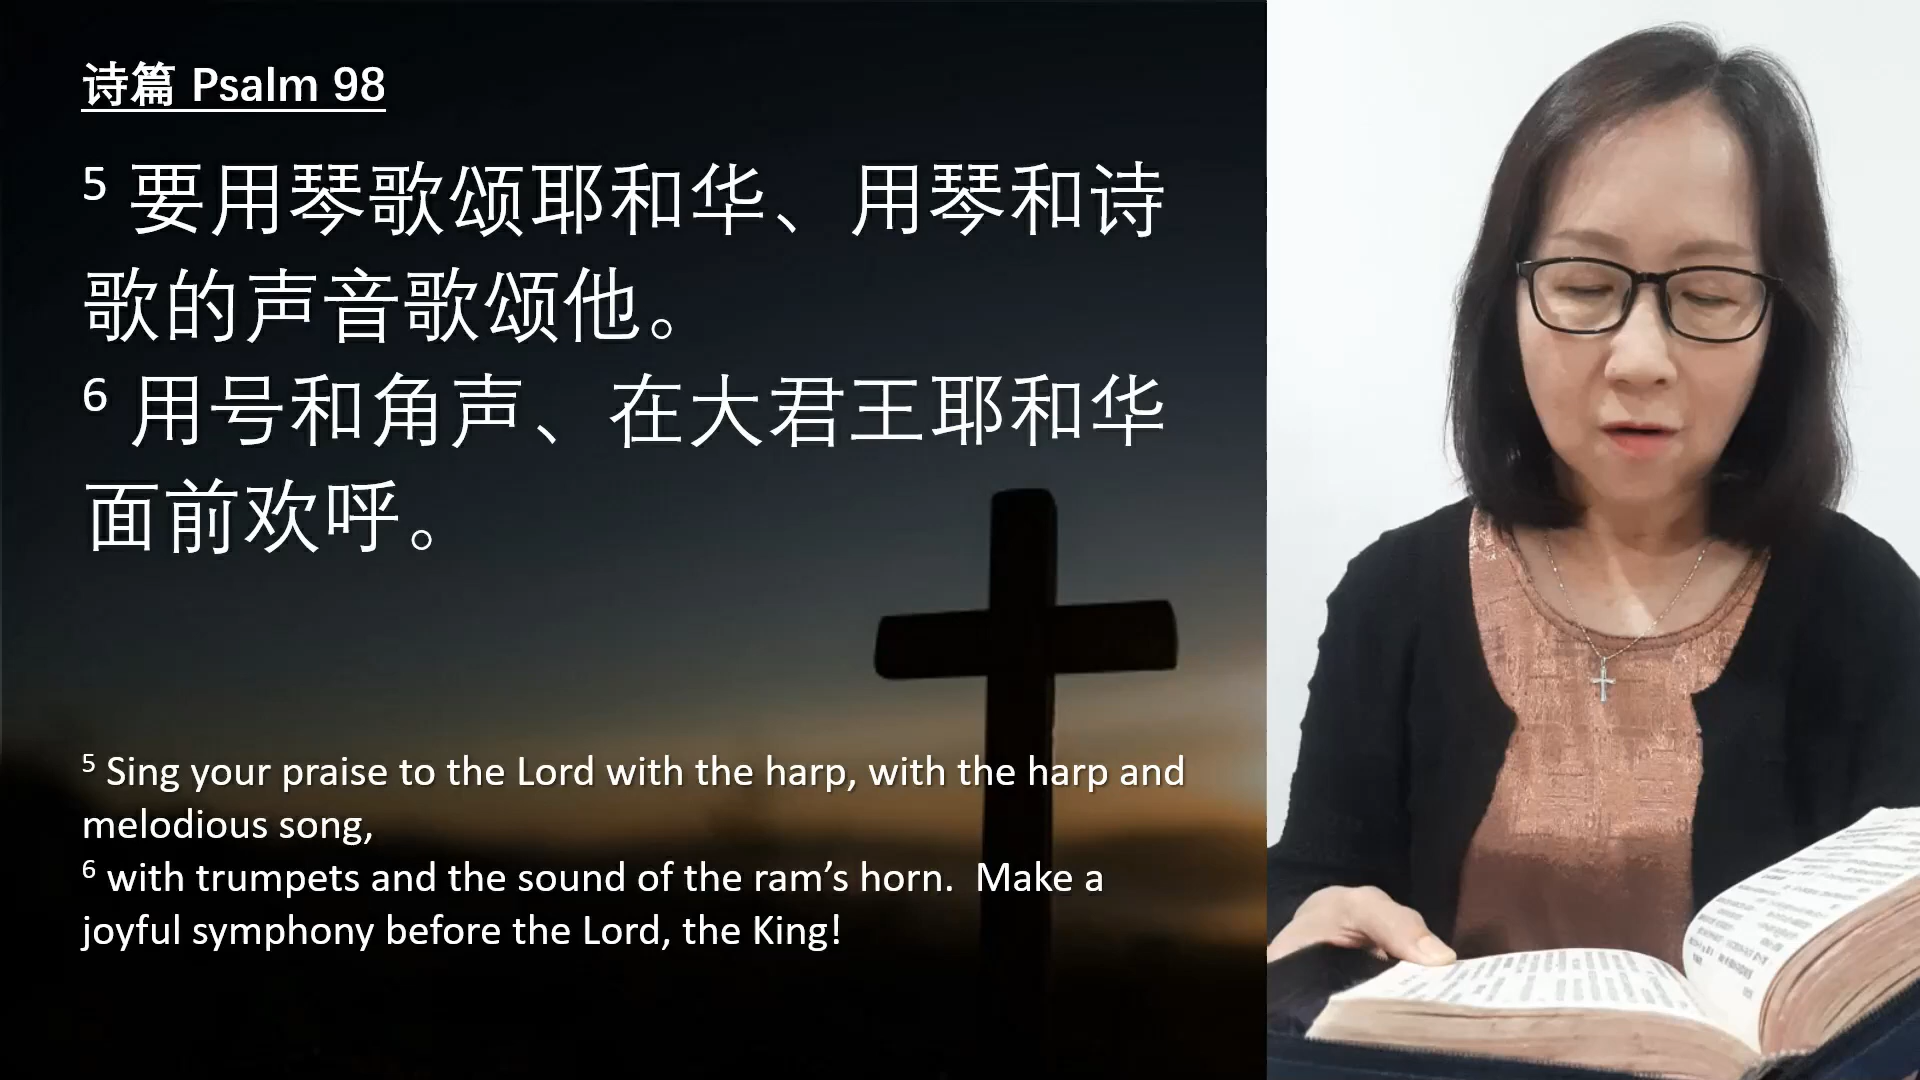 诗篇 Psalm 98
5 要用琴歌颂耶和华、用琴和诗
歌的声音歌颂他。
6 用号和角声、在大君王耶和华
面前欢呼。
5 Sing your praise to the Lord with the harp, with the harp and
melodious song,
6 with trumpets and the sound of the ram’s horn.  Make a
joyful symphony before the Lord, the King!